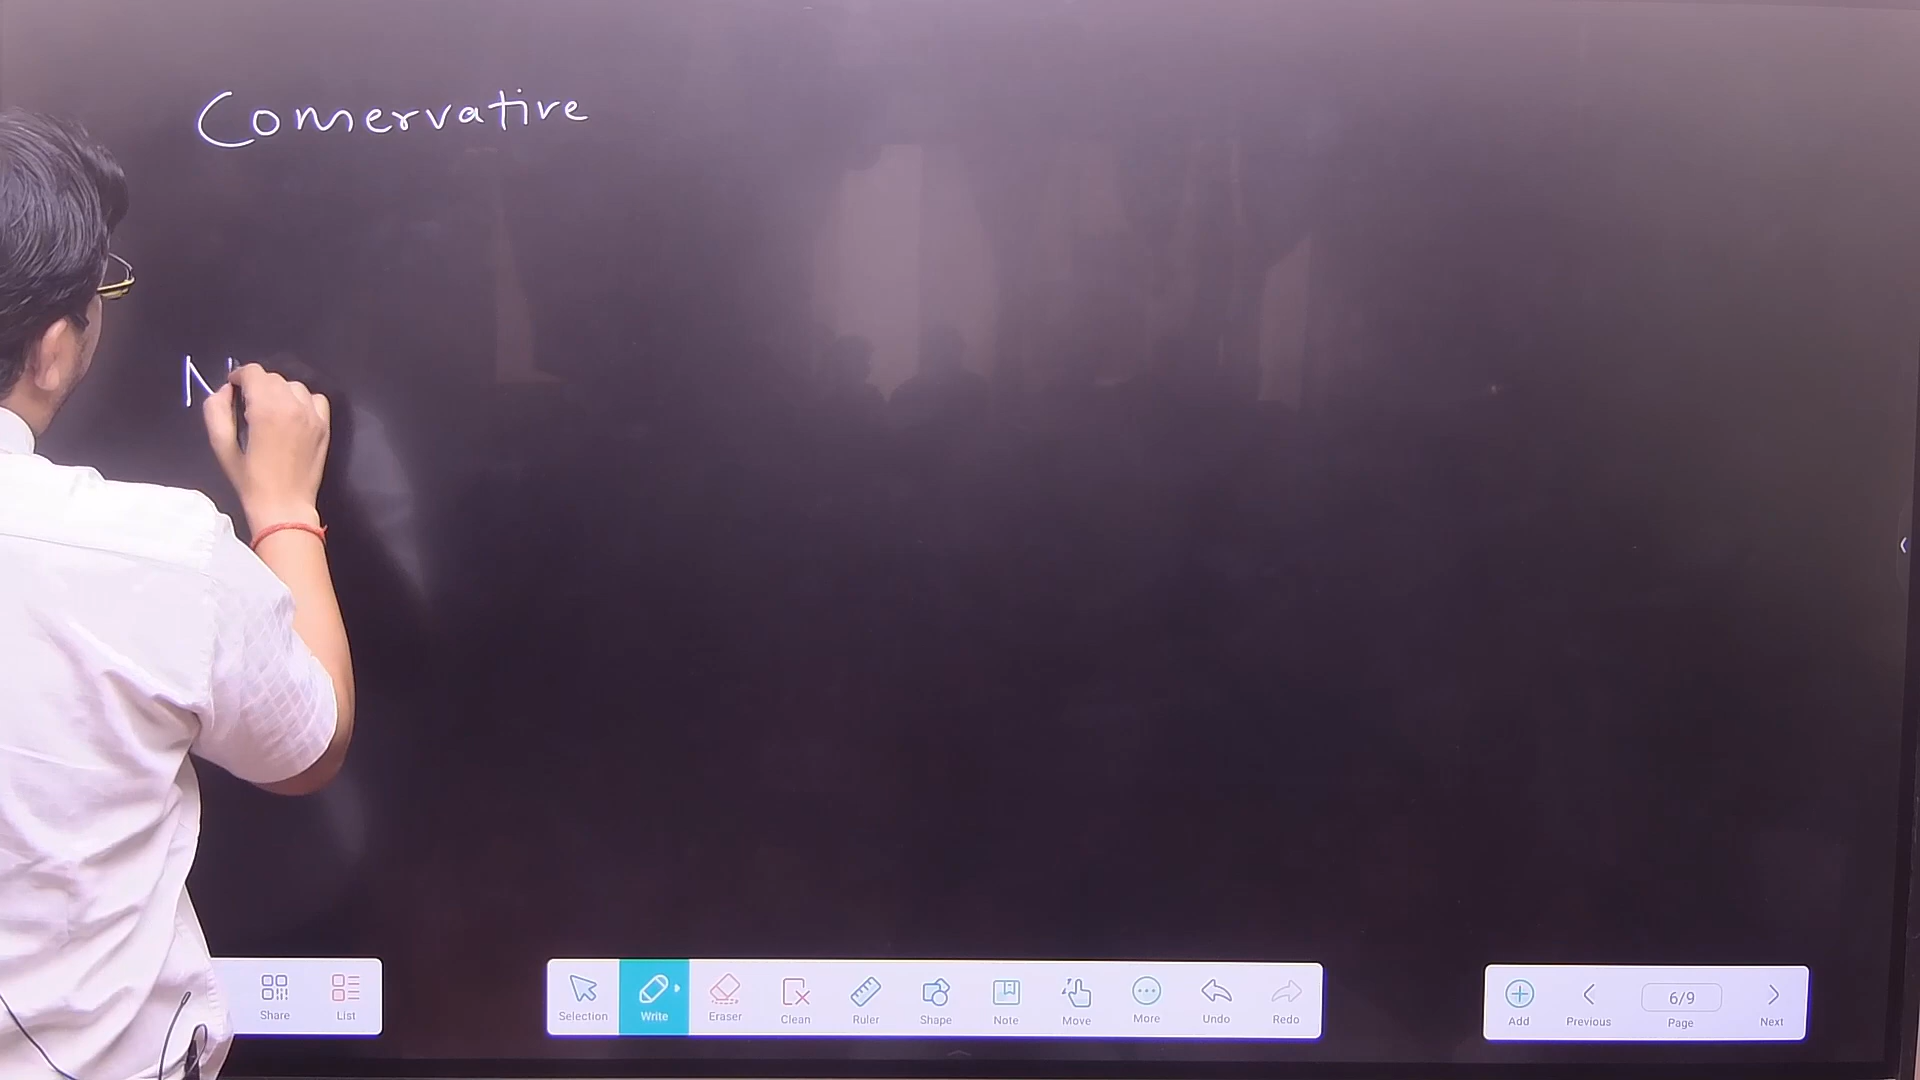 Conservative
N
Share
List
Selection
Write
Eraser
Clean
Ruler
Shape
Note
Move
More
Undo
Redo
Add
Previous
6/9
Page
Next